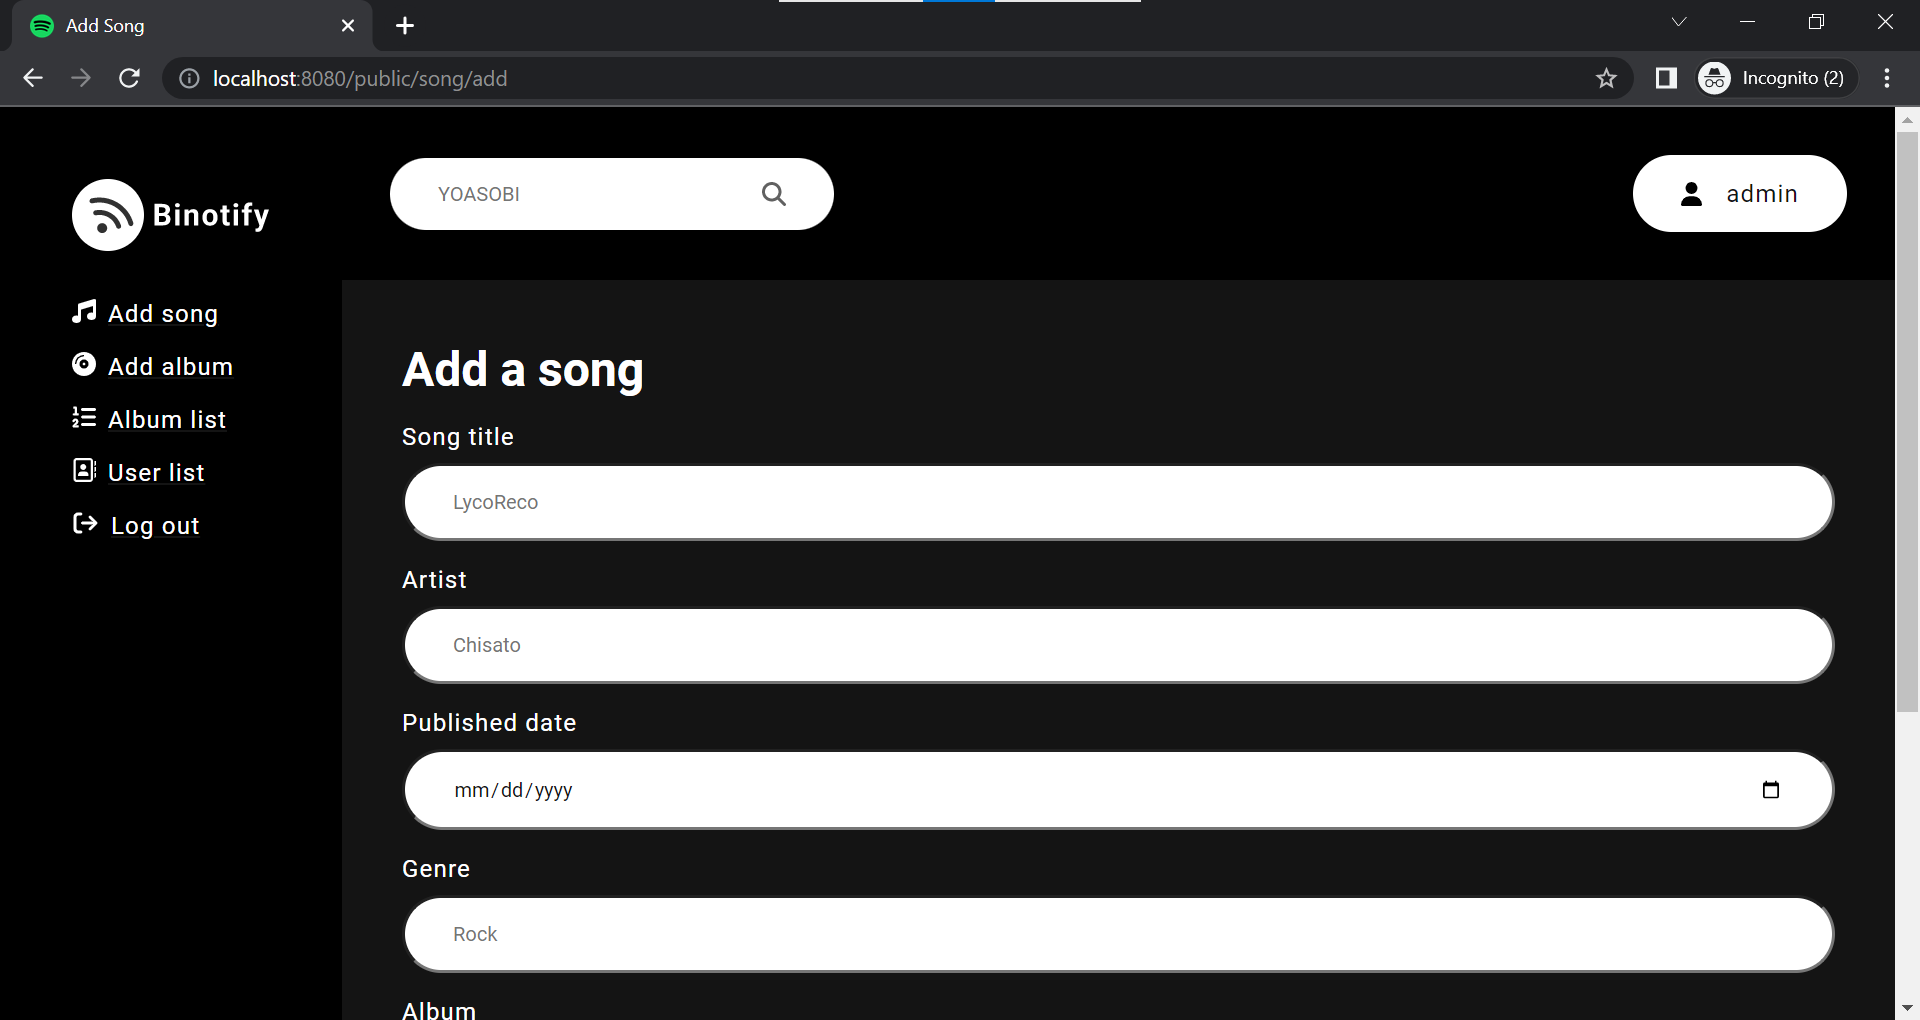 Add Song
localhost:8080/public/song/add
Incognito (2)
Binotify
YOASOBI
admin
Add song
Add album
Album list
User list
Log out
Add a song
Song title
LycoReco
Artist
Chisato
Published date
mm/dd/yyyy
Genre
Rock
Album